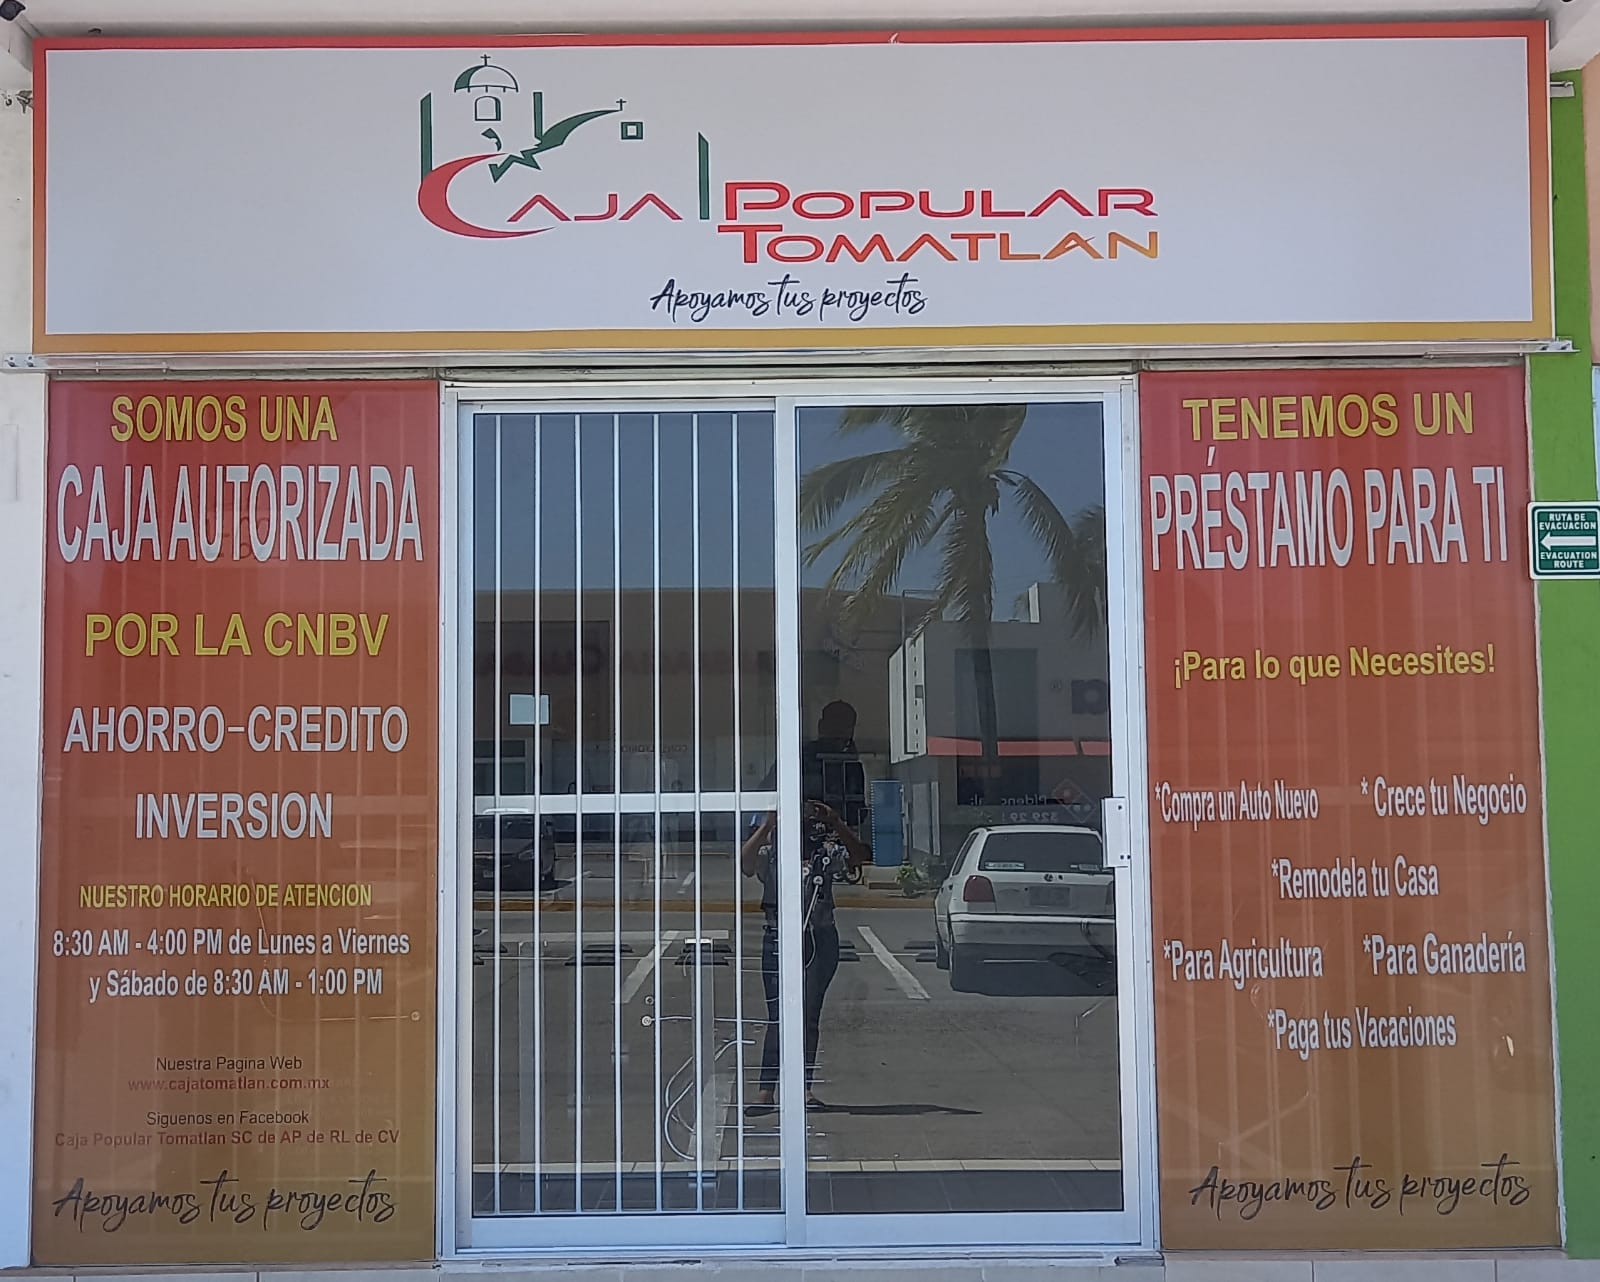 CAJA POPULAR
TOMATLAN
Apoyamos tus proyectos
SOMOS UNA
CAJA AUTORIZADA
POR LA CNBV
AHORRO-CREDITO
INVERSION
NUESTRO HORARIO DE ATENCION
8:30 AM - 4:00 PM de Lunes a Viernes
y Sábado de 8:30 AM - 1:00 PM
Nuestra Pagina Web
www.cajatomatlan.com.mx
Siguenos en Facebook
Caja Popular Tomatlan SC de AP de RL de CV
Apoyamos tus proyectos
TENEMOS UN
PRÉSTAMO PARA TI
¡Para lo que Necesites!
*Compra un Auto Nuevo * Crece tu Negocio
*Remodela tu Casa
*Para Agricultura *Para Ganadería
*Paga tus Vacaciones
Apoyamos tus proyectos
RUTA DE
EVACUACION
EVACUATION
ROUTE